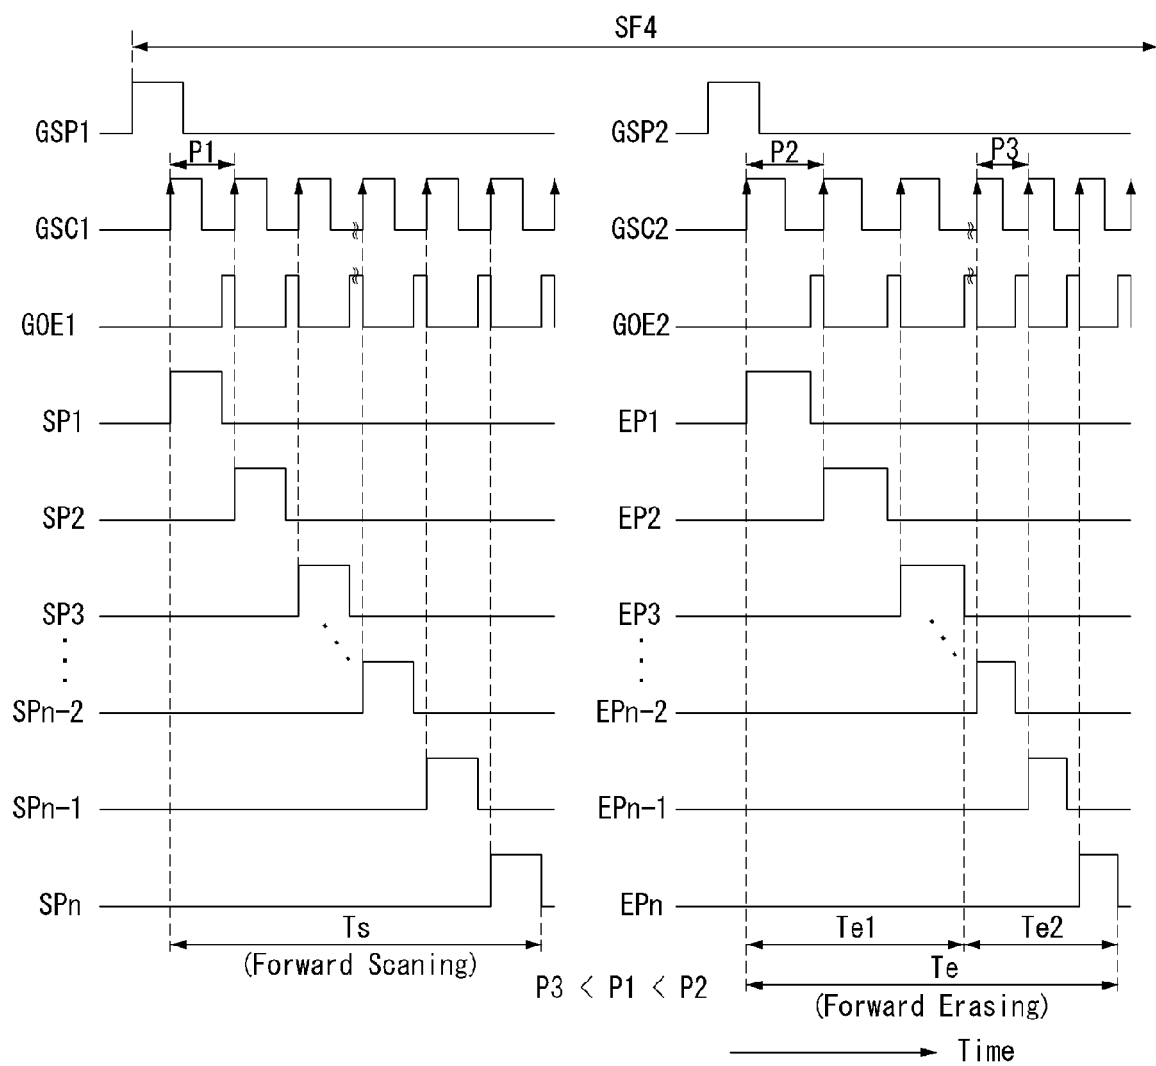 SF4
GSP1
GSP2
P1
P2
P3
GSC1
GSC2
GOE1
GOE2
SP1
EP1
SP2
EP2
SP3
EP3
SPn-2
EPn-2
SPn-1
EPn-1
SPn
EPn
Ts
Te1
Te2
(Forward Scaning)
Te
P3 < P1 < P2
(Forward Erasing)
Time